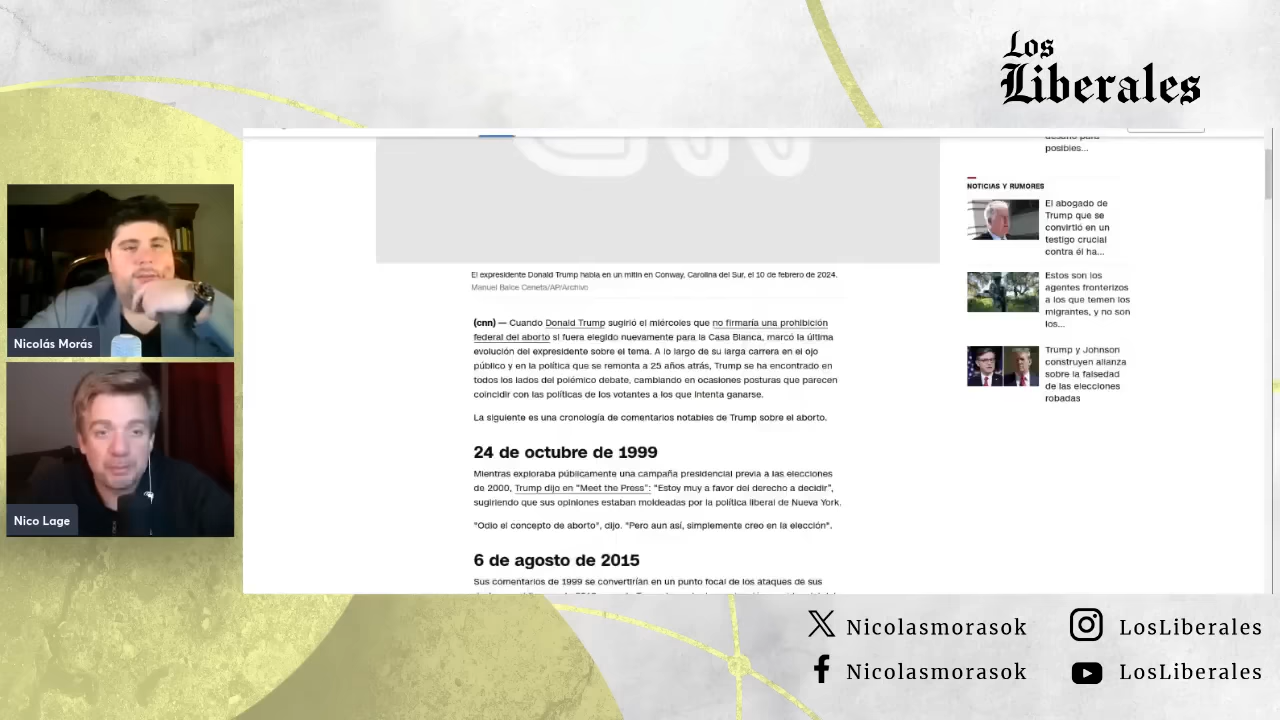 Los
Liberales
posibles...
NOTICIAS Y RUMORES
El abogado de
Trump que se
convirtió en un
testigo crucial
contra él ha...
Estos son los
agentes fronterizos
a los que temen los
migrantes, y no son
los...
Trump y Johnson
construyen alianza
sobre la falsedad
de las elecciones
robadas
El expresidente Donald Trump habla en un mitin en Conway, Carolina del Sur, el 10 de febrero de 2024.
Manuel Balce Ceneta/AP/Archivo
(cnn) — Cuando Donald Trump sugirió el miércoles que no firmaría una prohibición
federal del aborto si fuera elegido nuevamente para la Casa Blanca, marcó la última
evolución del expresidente sobre el tema. A lo largo de su larga carrera en el ojo
público y en la política que se remonta a 25 años atrás, Trump se ha encontrado en
todos los lados del polémico debate, cambiando en ocasiones posturas que parecen
coincidir con las políticas de los votantes a los que intenta ganarse.
La siguiente es una cronología de comentarios notables de Trump sobre el aborto.
24 de octubre de 1999
Mientras exploraba públicamente una campaña presidencial previa a las elecciones
de 2000, Trump dijo en "Meet the Press": "Estoy muy a favor del derecho a decidir",
sugiriendo que sus opiniones estaban moldeadas por la política liberal de Nueva York.
"Odio el concepto de aborto", dijo. "Pero aun así, simplemente creo en la elección".
6 de agosto de 2015
Sus comentarios de 1999 se convertirían en un punto focal de los ataques de sus
Nicolás Morás
Nico Lage
Nicolasmorasok
LosLiberales
Nicolasmorasok
LosLiberales